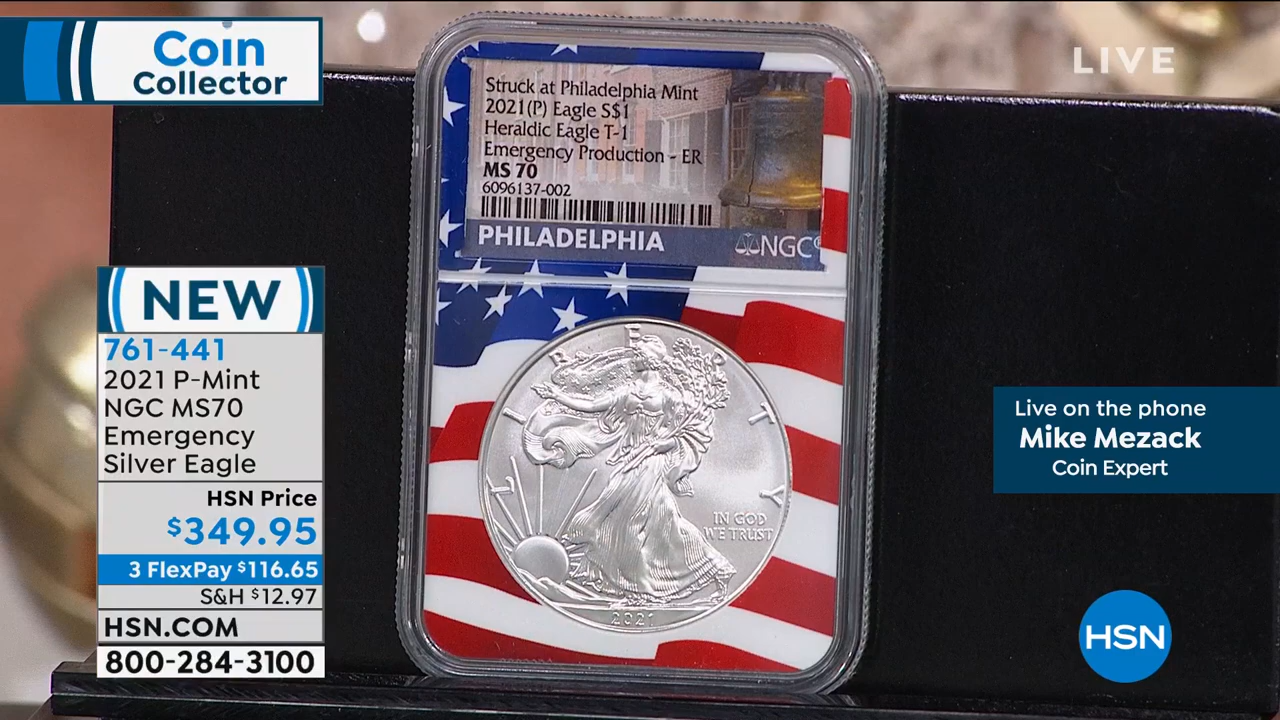 Coin
Collector
LIVE
Struck at Philadelphia Mint
2021(P) Eagle S$1
Heraldic Eagle T-1
Emergency Production - ER
MS 70
6096137-002
PHILADELPHIA
NGC
NEW
761-441
2021 P-Mint
NGC MS70
Emergency
Silver Eagle
HSN Price
$349.95
3 FlexPay $116.65
S&H $12.97
HSN.COM
800-284-3100
LIBERTY
IN GOD
WE TRUST
2021
Live on the phone
Mike Mezack
Coin Expert
HSN